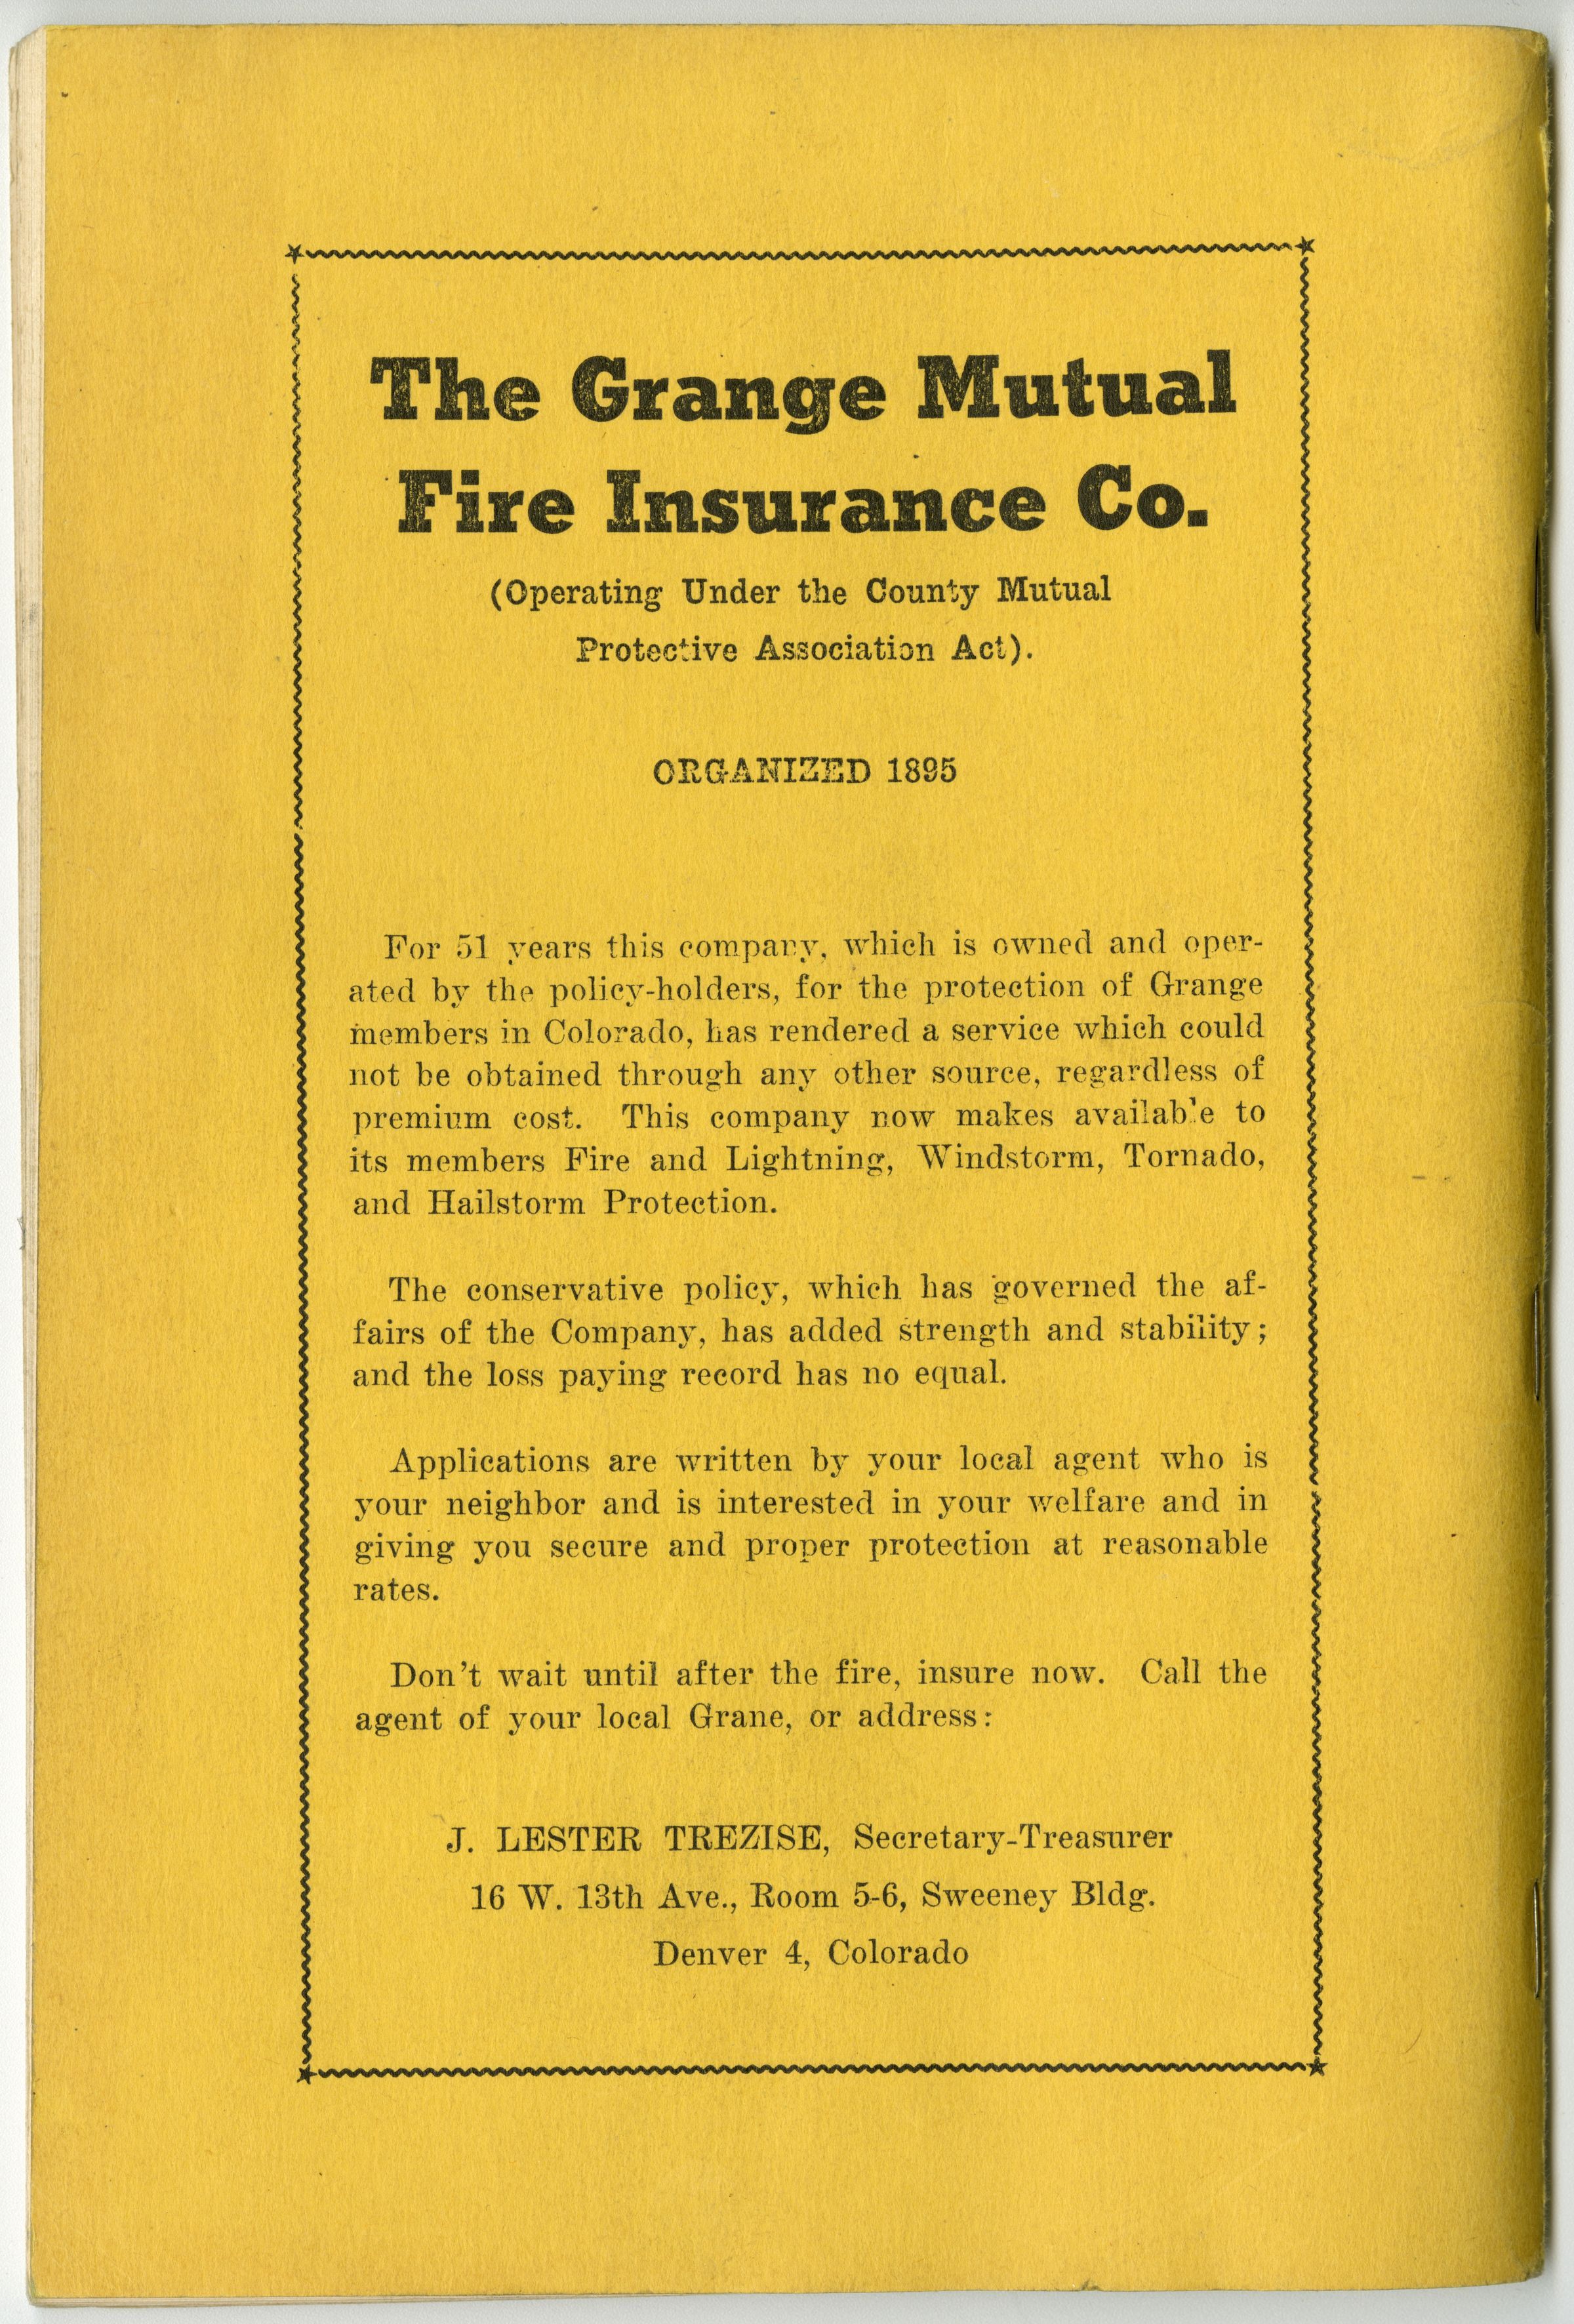 The Grange Mutual
Fire Insurance Co.
(Operating Under the County Mutual
Protective Association Act).
ORGANIZED 1895
For 51 years this company, which is owned and oper-
ated by the policy-holders, for the protection of Grange
members in Colorado, has rendered a service which could
not be obtained through any other source, regardless of
premium cost. This company now makes available to
its members Fire and Lightning, Windstorm, Tornado,
and Hailstorm Protection.
The conservative policy, which has governed the af-
fairs of the Company, has added strength and stability;
and the loss paying record has no equal.
Applications are written by your local agent who is
your neighbor and is interested in your welfare and in
giving you secure and proper protection at reasonable
rates.
Don't wait until after the fire, insure now. Call the
agent of your local Grane, or address:
J. LESTER TREZISE, Secretary-Treasurer
16 W. 13th Ave., Room 5-6, Sweeney Bldg.
Denver 4, Colorado